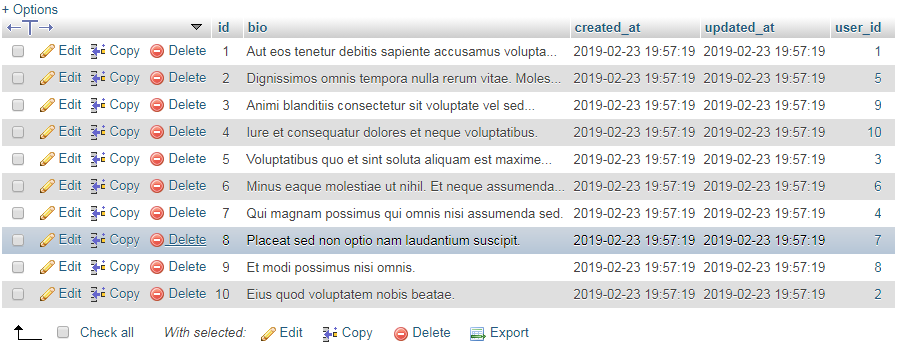 + Options
id bio created_at updated_at user_id
Edit Copy Delete 1 Aut eos tenetur debitis sapiente accusamus volupta... 2019-02-23 19:57:19 2019-02-23 19:57:19 1
Edit Copy Delete 2 Dignissimos omnis tempora nulla rerum vitae. Moles... 2019-02-23 19:57:19 2019-02-23 19:57:19 5
Edit Copy Delete 3 Animi blanditiis consectetur sit voluptate vel sed... 2019-02-23 19:57:19 2019-02-23 19:57:19 9
Edit Copy Delete 4 Iure et consequatur dolores et neque voluptatibus. 2019-02-23 19:57:19 2019-02-23 19:57:19 10
Edit Copy Delete 5 Voluptatibus quo et sint soluta aliquam est maxime... 2019-02-23 19:57:19 2019-02-23 19:57:19 3
Edit Copy Delete 6 Minus eaque molestiae ut nihil. Et neque assumenda... 2019-02-23 19:57:19 2019-02-23 19:57:19 6
Edit Copy Delete 7 Qui magnam possimus qui omnis nisi assumenda sed. 2019-02-23 19:57:19 2019-02-23 19:57:19 4
Edit Copy Delete 8 Placeat sed non optio nam laudantium suscipit. 2019-02-23 19:57:19 2019-02-23 19:57:19 7
Edit Copy Delete 9 Et modi possimus nisi omnis. 2019-02-23 19:57:19 2019-02-23 19:57:19 8
Edit Copy Delete 10 Eius quod voluptatem nobis beatae. 2019-02-23 19:57:19 2019-02-23 19:57:19 2
Check all With selected: Edit Copy Delete Export